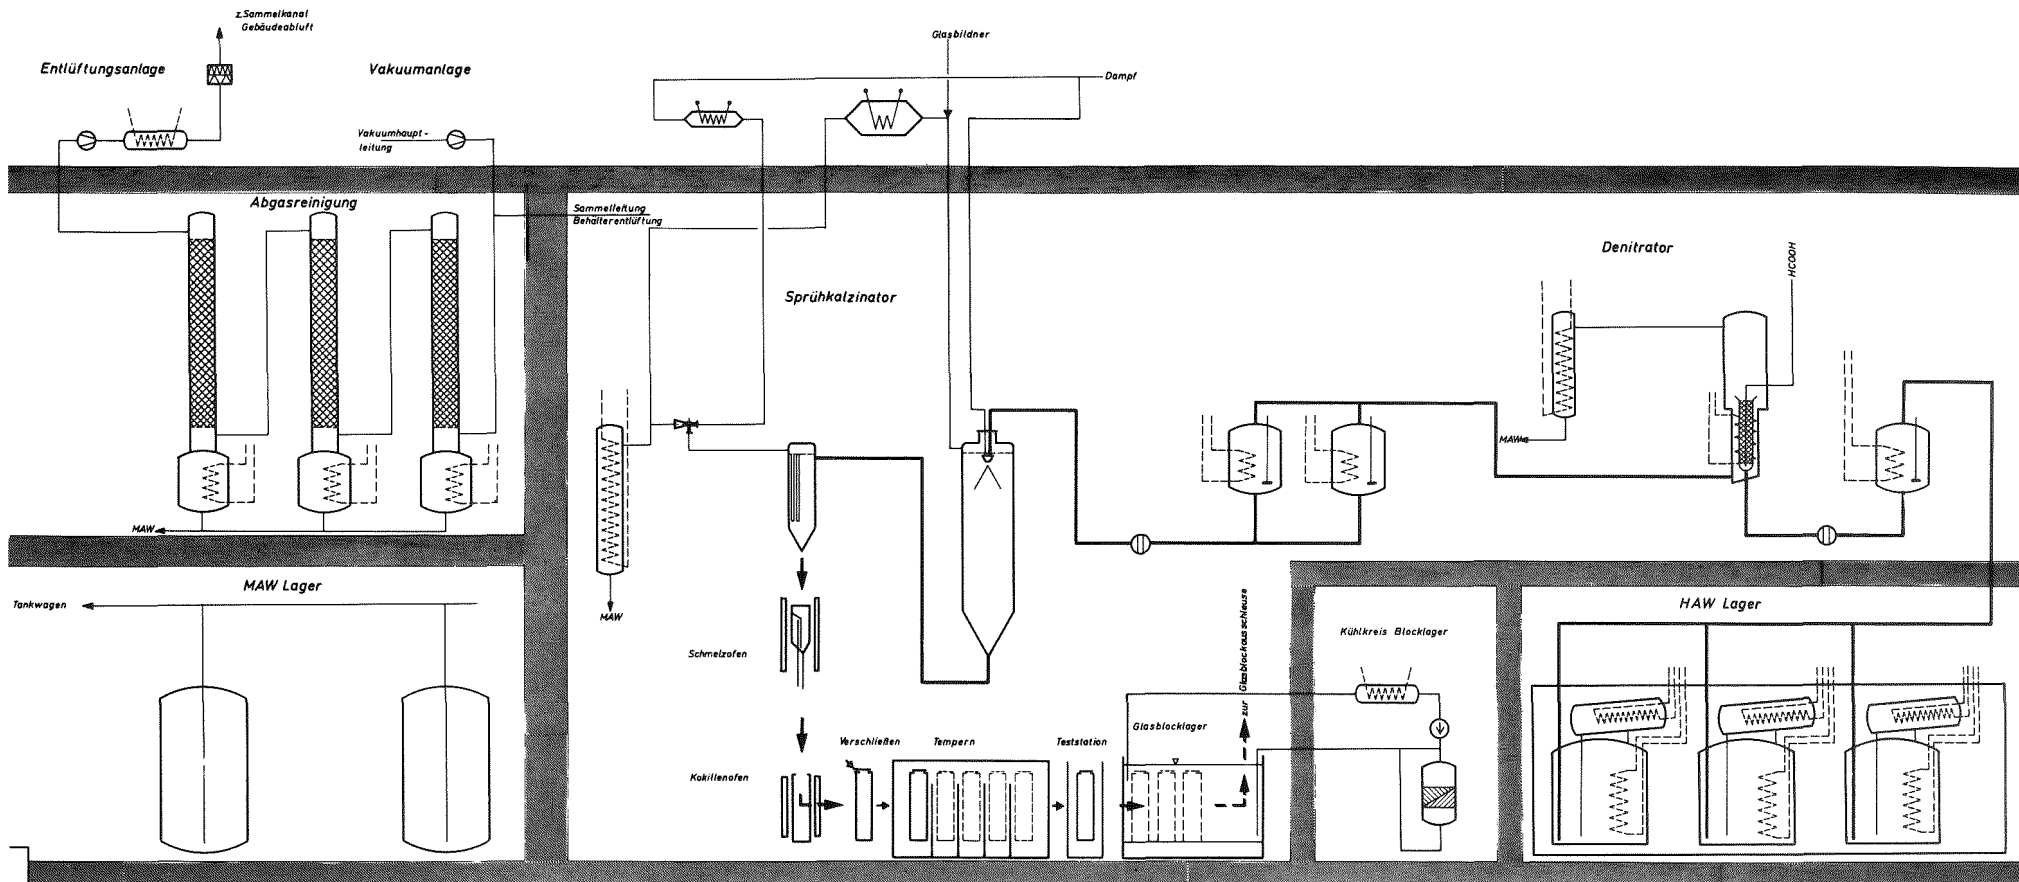 z.Sammelkanal
Gebäudeabluft
Entlüftungsanlage
Vakuumanlage
Glasbildner
Dampf
Vakuumhaupt-
leitung
Abgasreinigung
Sammelleitung
Behälterentlüftung
Denitrator
HCOOH
Sprühkalzinator
MAW
MAW
MAW Lager
Tankwagen
MAW
Schmelzofen
zur Glasblockausschleuse
HAW Lager
Kühlkreis Blocklager
Glasblocklager
Verschließen
Tempern
Teststation
Kokillenofen